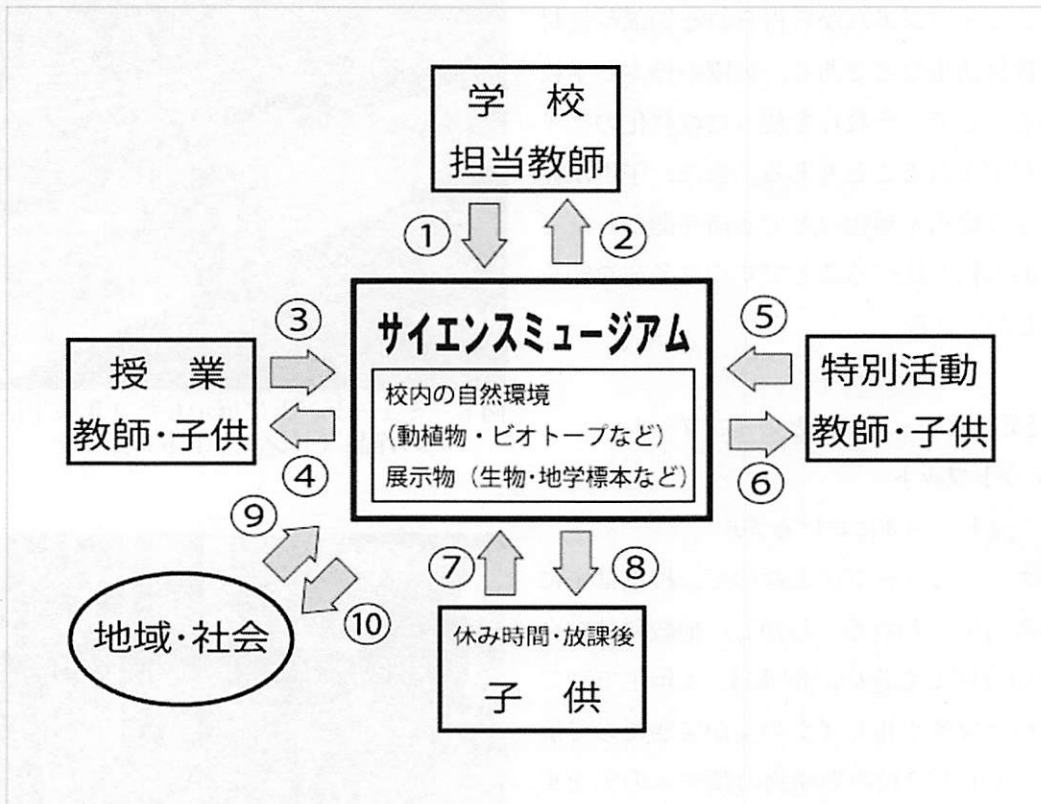 学 校
担当教師
① ②
サイエンスミュージアム
校内の自然環境
(動植物・ビオトープなど)
展示物(生物・地学標本など)
③
授 業
教師・子供
④
⑤
特別活動
教師・子供
⑥
⑨
⑩
地域・社会
⑦ ⑧
休み時間・放課後
子 供